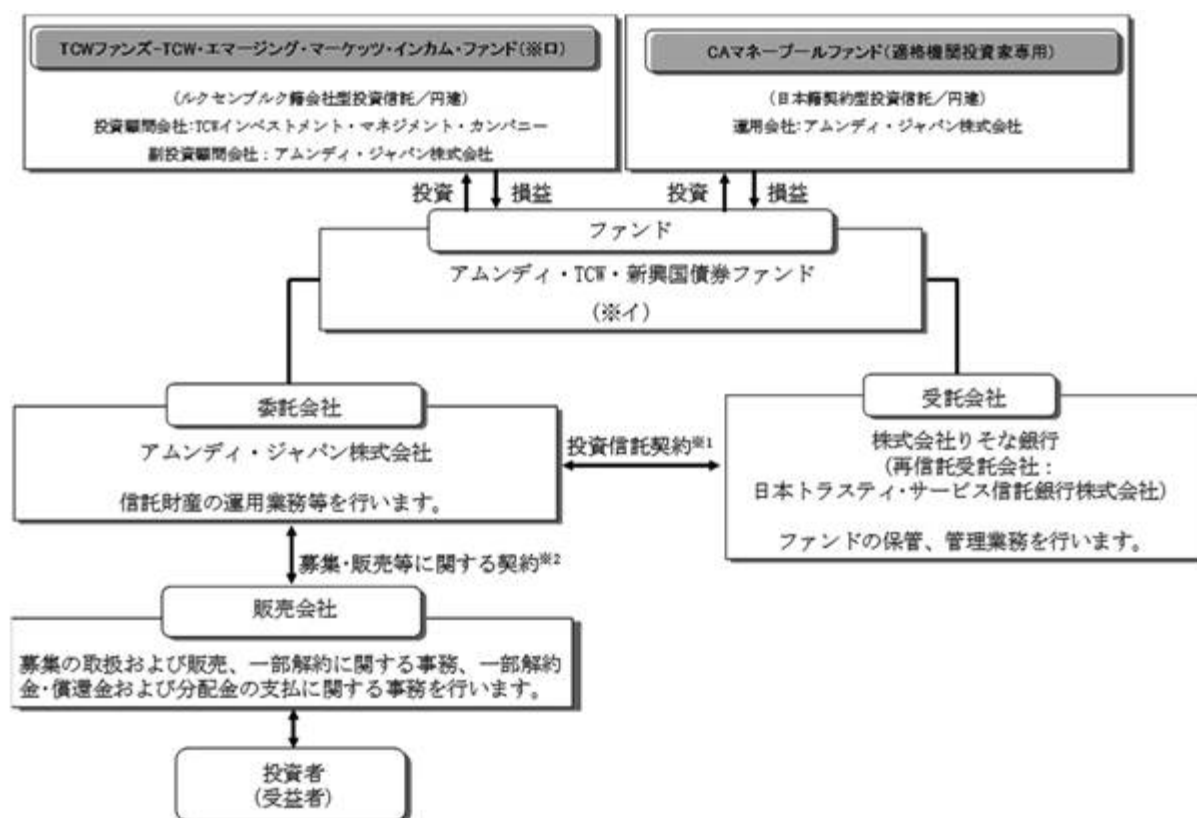 TCWファンズ-TCW・エマージング・マーケッツ・インカム・ファンド(※ロ)
(ルクセンブルク籍会社型投資信託／円建)
投資顧問会社:TCWインベストメント・マネジメント・カンパニー
副投資顧問会社：アムンディ・ジャパン株式会社
CAマネープールファンド(適格機関投資家専用)
(日本籍契約型投資信託／円建)
運用会社:アムンディ・ジャパン株式会社
投資
損益
投資
損益
ファンド
アムンディ・TCW・新興国債券ファンド
(※イ)
委託会社
アムンディ・ジャパン株式会社
信託財産の運用業務等を行います。
投資信託契約※1
受託会社
株式会社りそな銀行
(再信託受託会社：
日本トラスティ・サービス信託銀行株式会社)
ファンドの保管、管理業務を行います。
募集・販売等に関する契約※2
販売会社
募集の取扱および販売、一部解約に関する事務、一部解約
金・償還金および分配金の支払に関する事務を行います。
投資者
(受益者)